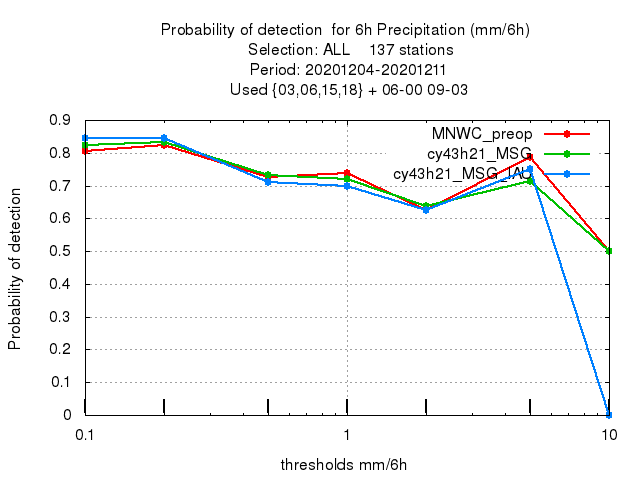 Probability of detection  for 6h Precipitation (mm/6h)
Selection: ALL    137 stations
Period: 20201204-20201211
Used {03,06,15,18} + 06-00 09-03
MNWC_preop
cy43h21_MSG
cy43h21_MSG_IAU
Probability of detection
0.9
0.8
0.7
0.6
0.5
0.4
0.3
0.2
0.1
0
0.1 1 10
thresholds mm/6h